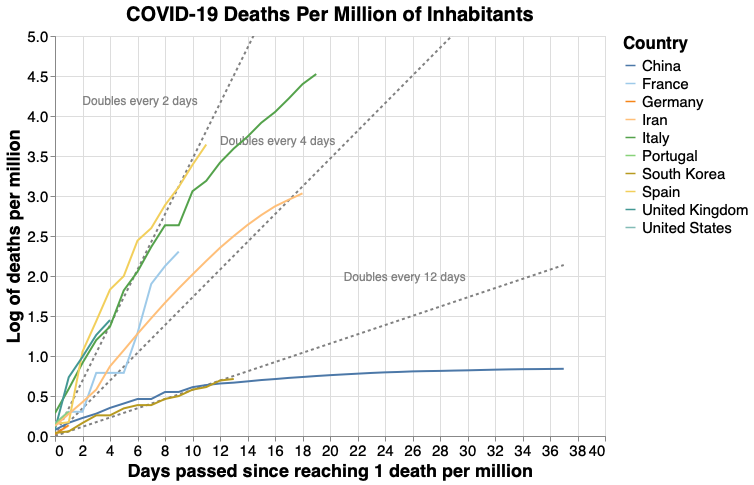 COVID-19 Deaths Per Million of Inhabitants
5.0
4.5
4.0
3.5
3.0
2.5
2.0
1.5
1.0
0.5
0.0
Log of deaths per million
Doubles every 2 days
Doubles every 4 days
Doubles every 12 days
0 2 4 6 8 10 12 14 16 18 20 22 24 26 28 30 32 34 36 38 40
Days passed since reaching 1 death per million
Country
China
France
Germany
Iran
Italy
Portugal
South Korea
Spain
United Kingdom
United States